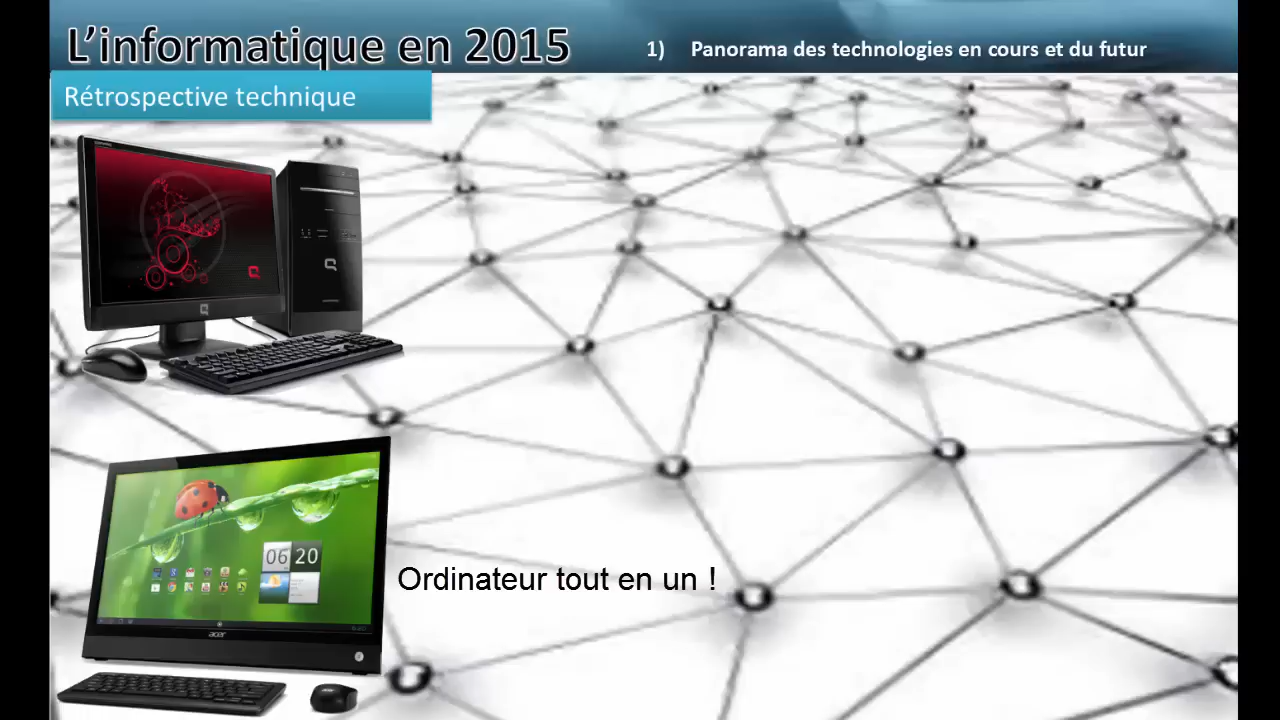 L'informatique en 2015
1) Panorama des technologies en cours et du futur
Rétrospective technique
06 20
acer
Ordinateur tout en un !